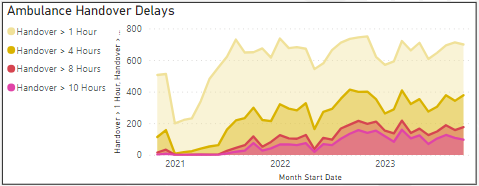 Ambulance Handover Delays
Handover > 1 Hour
Handover > 4 Hours
Handover > 8 Hours
Handover > 10 Hours
Handover > 1 Hour, Handover > ...
800
600
400
200
0
2021
2022
2023
Month Start Date